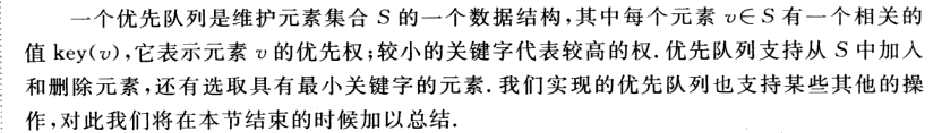 一个优先队列是维护元素集合 S 的一个数据结构,其中每个元素 v∈S 有一个相关的
值 key(v),它表示元素 v 的优先权;较小的关键字代表较高的权.优先队列支持从 S 中加入
和删除元素,还有选取具有最小关键字的元素.我们实现的优先队列也支持某些其他的操
作,对此我们将在本节结束的时候加以总结.